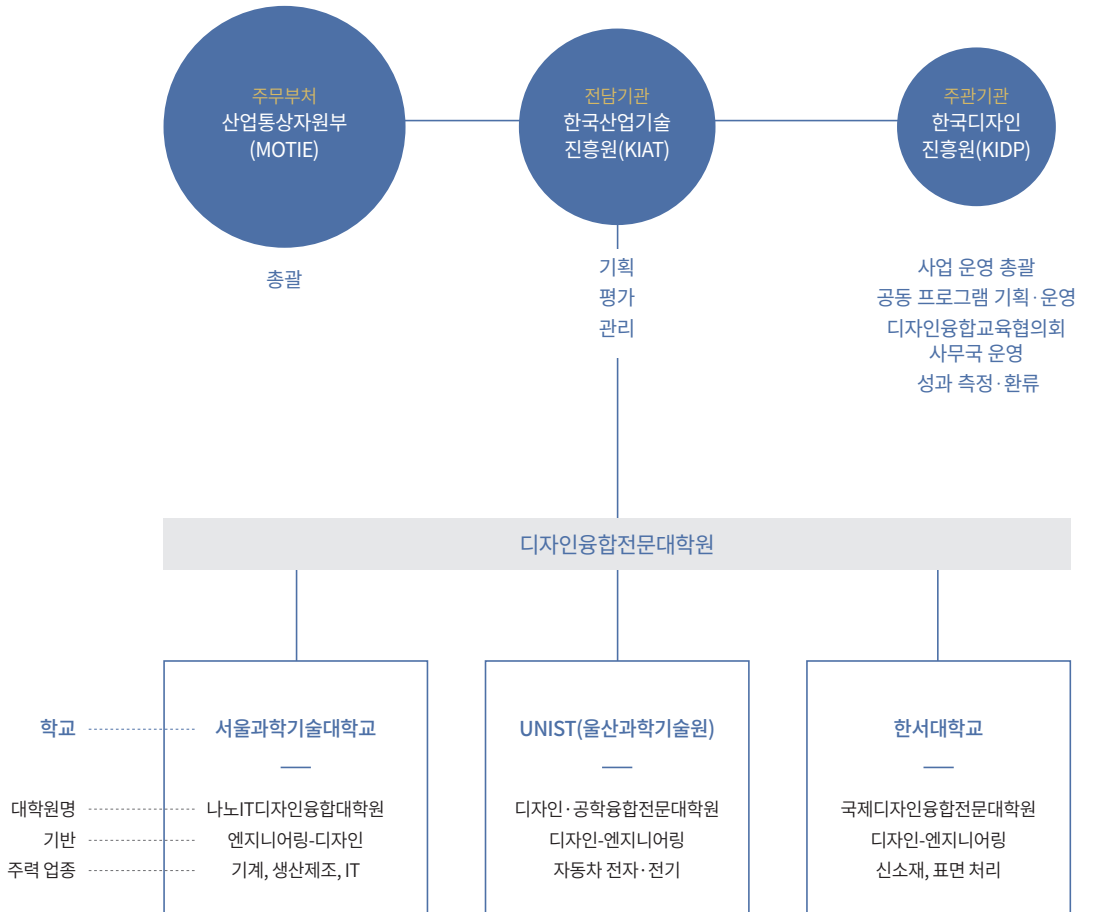 주무부처
산업통상자원부
(MOTIE)
총괄
전담기관
한국산업기술
진흥원(KIAT)
기획
평가
관리
주관기관
한국디자인
진흥원(KIDP)
사업 운영 총괄
공동 프로그램 기획·운영
디자인융합교육협의회
사무국 운영
성과 측정·환류
디자인융합전문대학원
학교
대학원명
기반
주력 업종
서울과학기술대학교
나노IT디자인융합대학원
엔지니어링-디자인
기계, 생산제조, IT
UNIST(울산과학기술원)
디자인·공학융합전문대학원
디자인-엔지니어링
자동차 전자·전기
한서대학교
국제디자인융합전문대학원
디자인-엔지니어링
신소재, 표면 처리